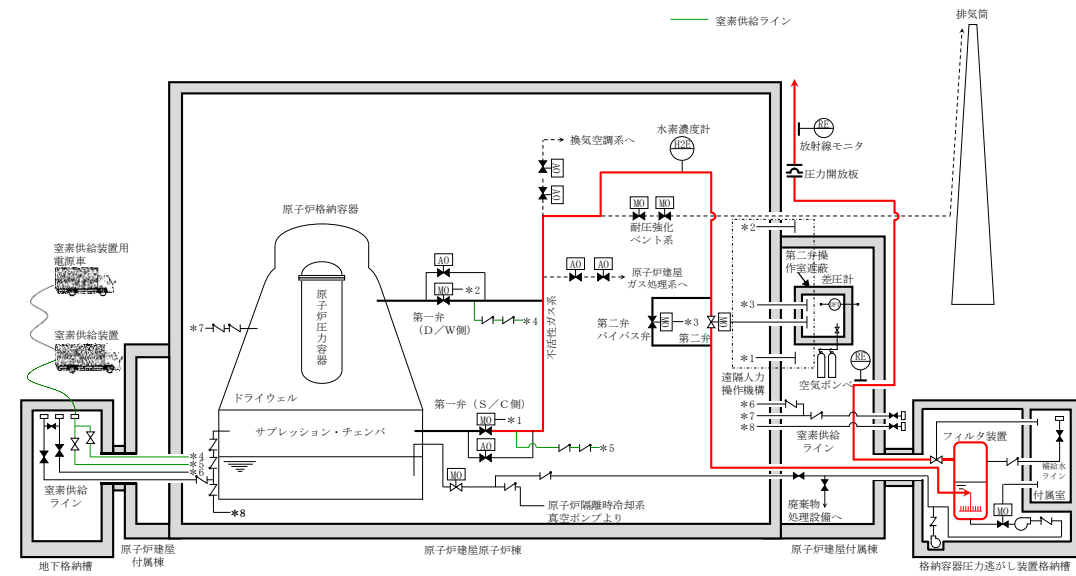 窒素供給ライン
排気筒
水素濃度計
H2E
RE
放射線モニタ
圧力開放板
換気空調系へ
AO
AO
MO
MO
耐圧強化
ベント系
原子炉格納容器
原子炉圧力容器
窒素供給装置用
電源車
窒素供給装置
AO
MO
*2
第一弁
(D/W側)
*4
*7
AO
AO
原子炉建屋
ガス処理系へ
不活性ガス系
*2
第二弁操
作室遮蔽
差圧計
DP
*3
第二弁
バイパス弁
MO
*3
第二弁
MO
*1
遠隔人力
操作機構
空気ボンベ
RE
ドライウェル
サプレッション・チェンバ
第一弁(S/C側)
MO
*1
AO
*5
*6
*7
*8
窒素供給
ライン
フィルタ装置
補給水
ライン
付属室
MO
*4
*5
*6
窒素供給
ライン
*8
MO
原子炉隔離時冷却系
真空ポンプより
廃棄物
処理設備へ
地下格納槽
原子炉建屋
付属棟
原子炉建屋原子炉棟
原子炉建屋付属棟
格納容器圧力逃がし装置格納槽